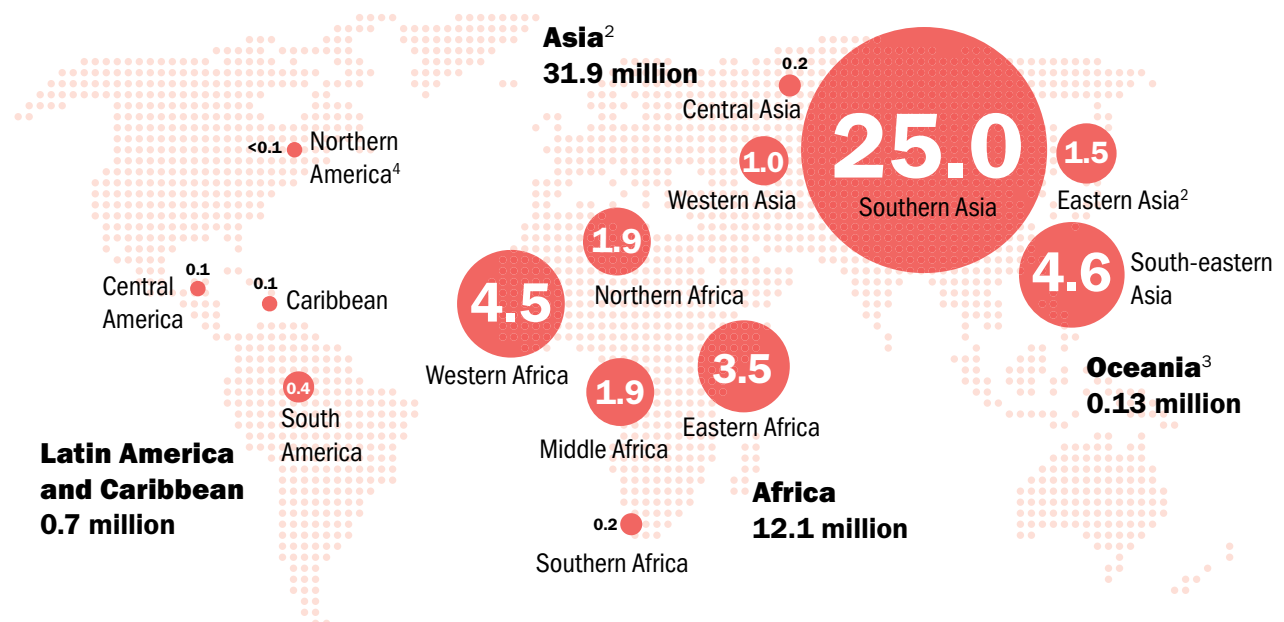 Asia²
31.9 million
0.2
Central Asia
25.0
Southern Asia
1.0
Western Asia
1.5
Eastern Asia²
4.6
South-eastern
Asia
<0.1
Northern
America⁴
0.1
Central
America
0.1
Caribbean
0.4
South
America
Latin America
and Caribbean
0.7 million
1.9
Northern Africa
4.5
Western Africa
1.9
Middle Africa
3.5
Eastern Africa
0.2
Southern Africa
Africa
12.1 million
Oceania³
0.13 million